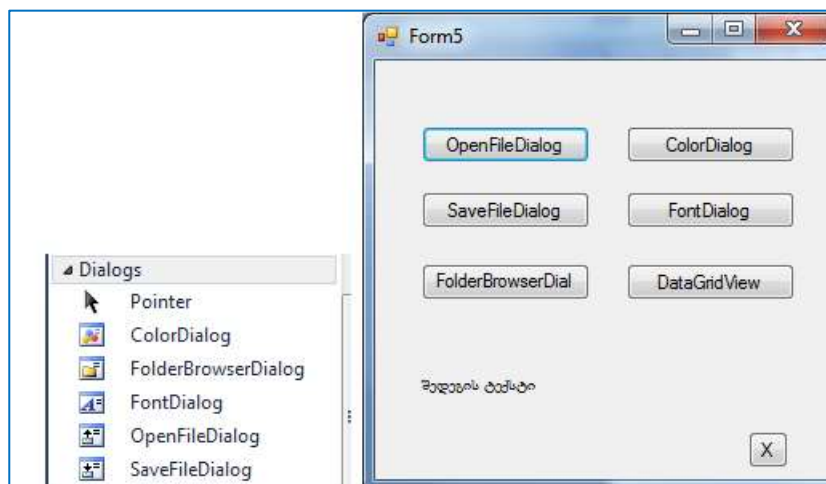 Form5
OpenFileDialog ColorDialog
SaveFileDialog FontDialog
FolderBrowserDial DataGridView
შედეგის ტექსტი
X
Dialogs
Pointer
ColorDialog
FolderBrowserDialog
FontDialog
OpenFileDialog
SaveFileDialog